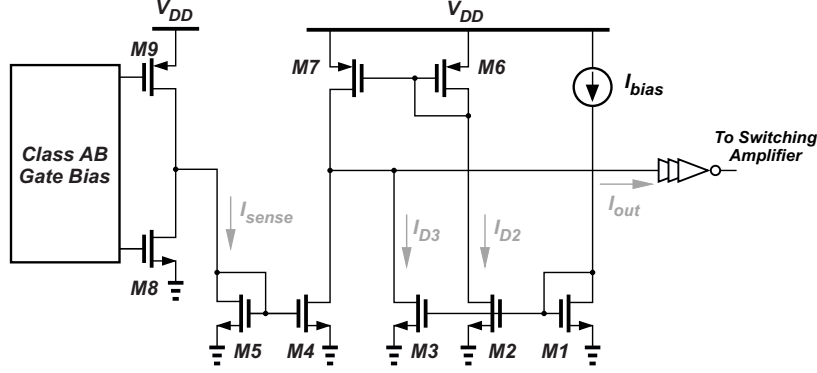 V_DD
V_DD
M9
M7
M6
I_bias
Class AB
Gate Bias
To Switching
Amplifier
I_sense
I_D3
I_D2
I_out
M8
M5
M4
M3
M2
M1